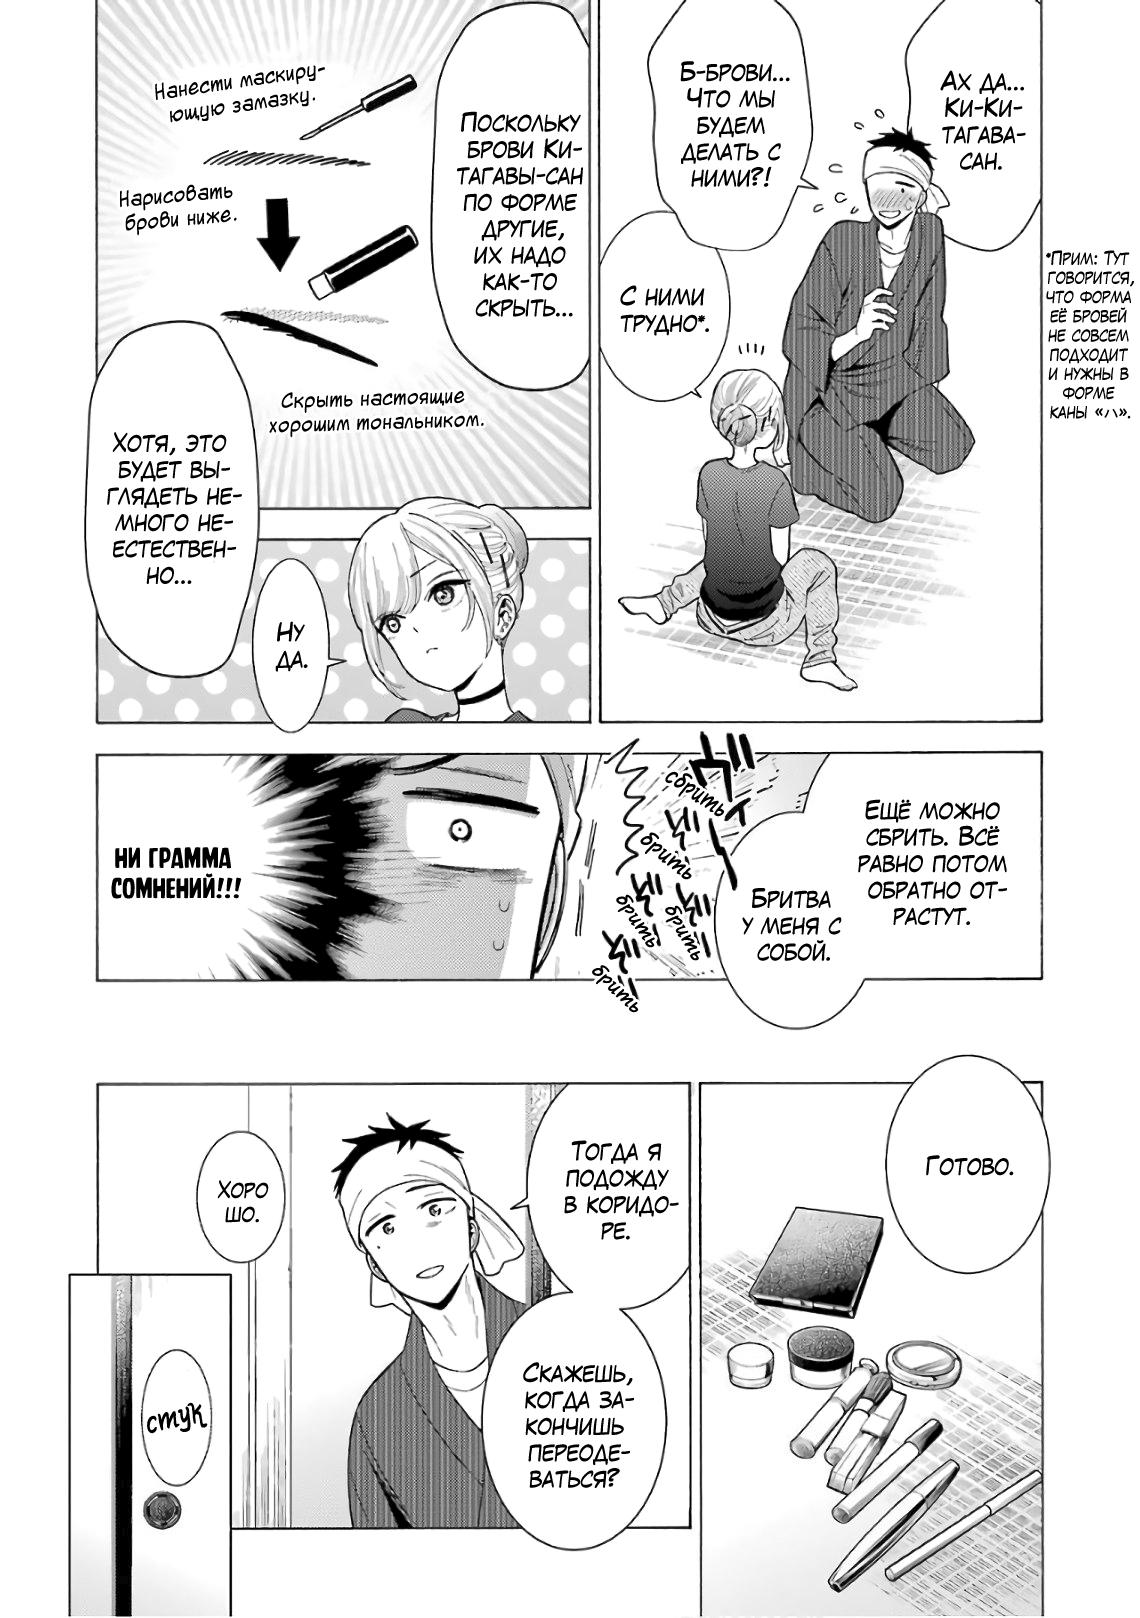 Ах да...
Ки-Ки-
тагава-
сан.
Б-брови...
Что мы
будем
делать с
ними?!
С ними
трудно*.
*Прим: Тут
говорится,
что форма
её бровей
не совсем
подходит
и нужны в
форме
каны «ハ».
Поскольку
брови Ки-
тагавы-сан
по форме
другие,
их надо
как-то
скрыть...
Нанести маскиру-
ющую замазку.
Нарисовать
брови ниже.
Скрыть настоящие
хорошим тональником.
Хотя, это
будет вы-
глядеть не-
много не-
естествен-
но...
Ну
да.
Ещё можно
сбрить. Всё
равно потом
обратно от-
растут.
Бритва
у меня с
собой.
сбрить
брить
брить
брить
брить
ни грамма
сомнений!!!
Готово.
Тогда я
подожду
в коридо-
ре.
Скажешь,
когда за-
кончишь
переоде-
ваться?
Хоро
шо.
стук